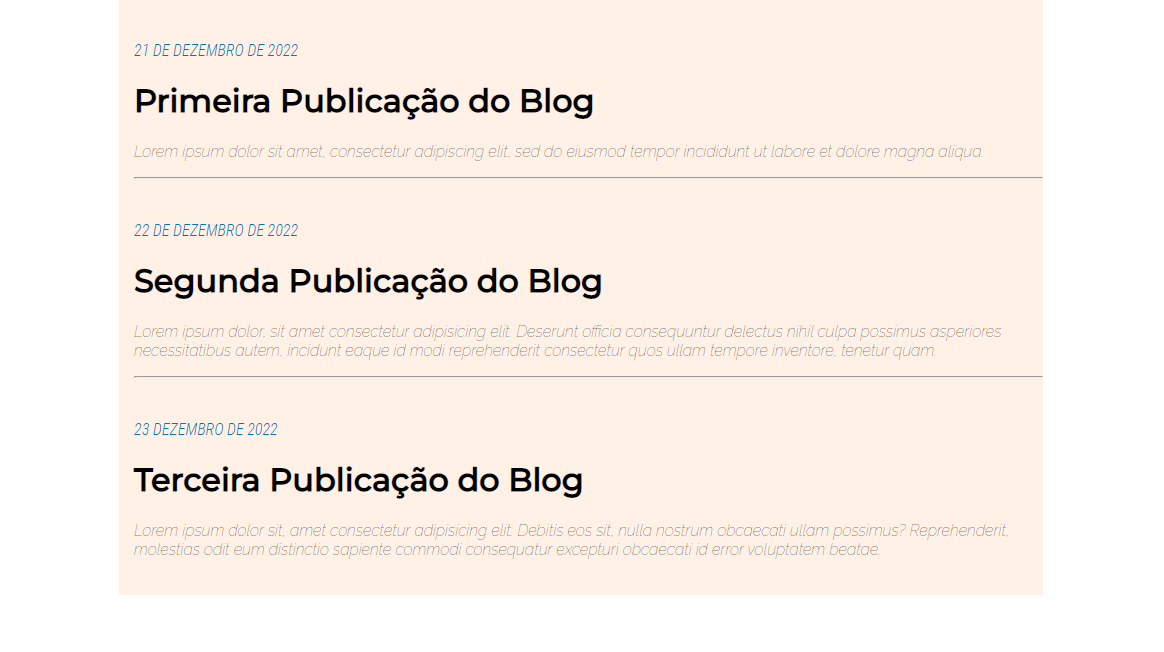 21 DE DEZEMBRO DE 2022
Primeira Publicação do Blog
Lorem ipsum dolor sit amet, consectetur adipiscing elit, sed do eiusmod tempor incididunt ut labore et dolore magna aliqua.
22 DE DEZEMBRO DE 2022
Segunda Publicação do Blog
Lorem ipsum dolor, sit amet consectetur adipisicing elit. Deserunt officia consequuntur delectus nihil culpa possimus asperiores
necessitatibus autem, incidunt eaque id modi reprehenderit consectetur quos ullam tempore inventore, tenetur quam.
23 DEZEMBRO DE 2022
Terceira Publicação do Blog
Lorem ipsum dolor sit, amet consectetur adipisicing elit. Debitis eos sit, nulla nostrum obcaecati ullam possimus? Reprehenderit,
molestias odit eum distinctio sapiente commodi consequatur excepturi obcaecati id error voluptatem beatae.